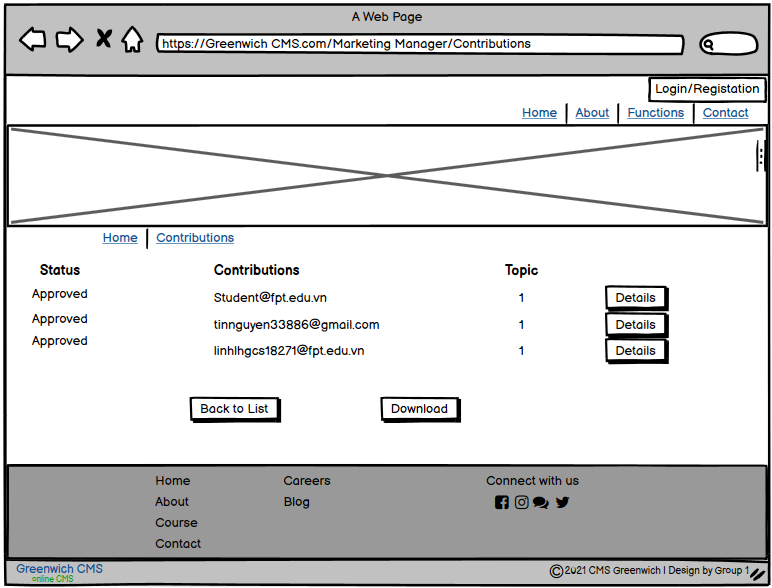 A Web Page
https://Greenwich CMS.com/Marketing Manager/Contributions
Login/Registation
Home About Functions Contact
Home Contributions
Status Contributions Topic
Approved Student@fpt.edu.vn 1 Details
Approved tinnguyen33886@gmail.com 1 Details
Approved linhlhgcs18271@fpt.edu.vn 1 Details
Back to List Download
Home Careers Connect with us
About Blog
Course
Contact
Greenwich CMS
online CMS
©2021 CMS Greenwich I Design by Group 1